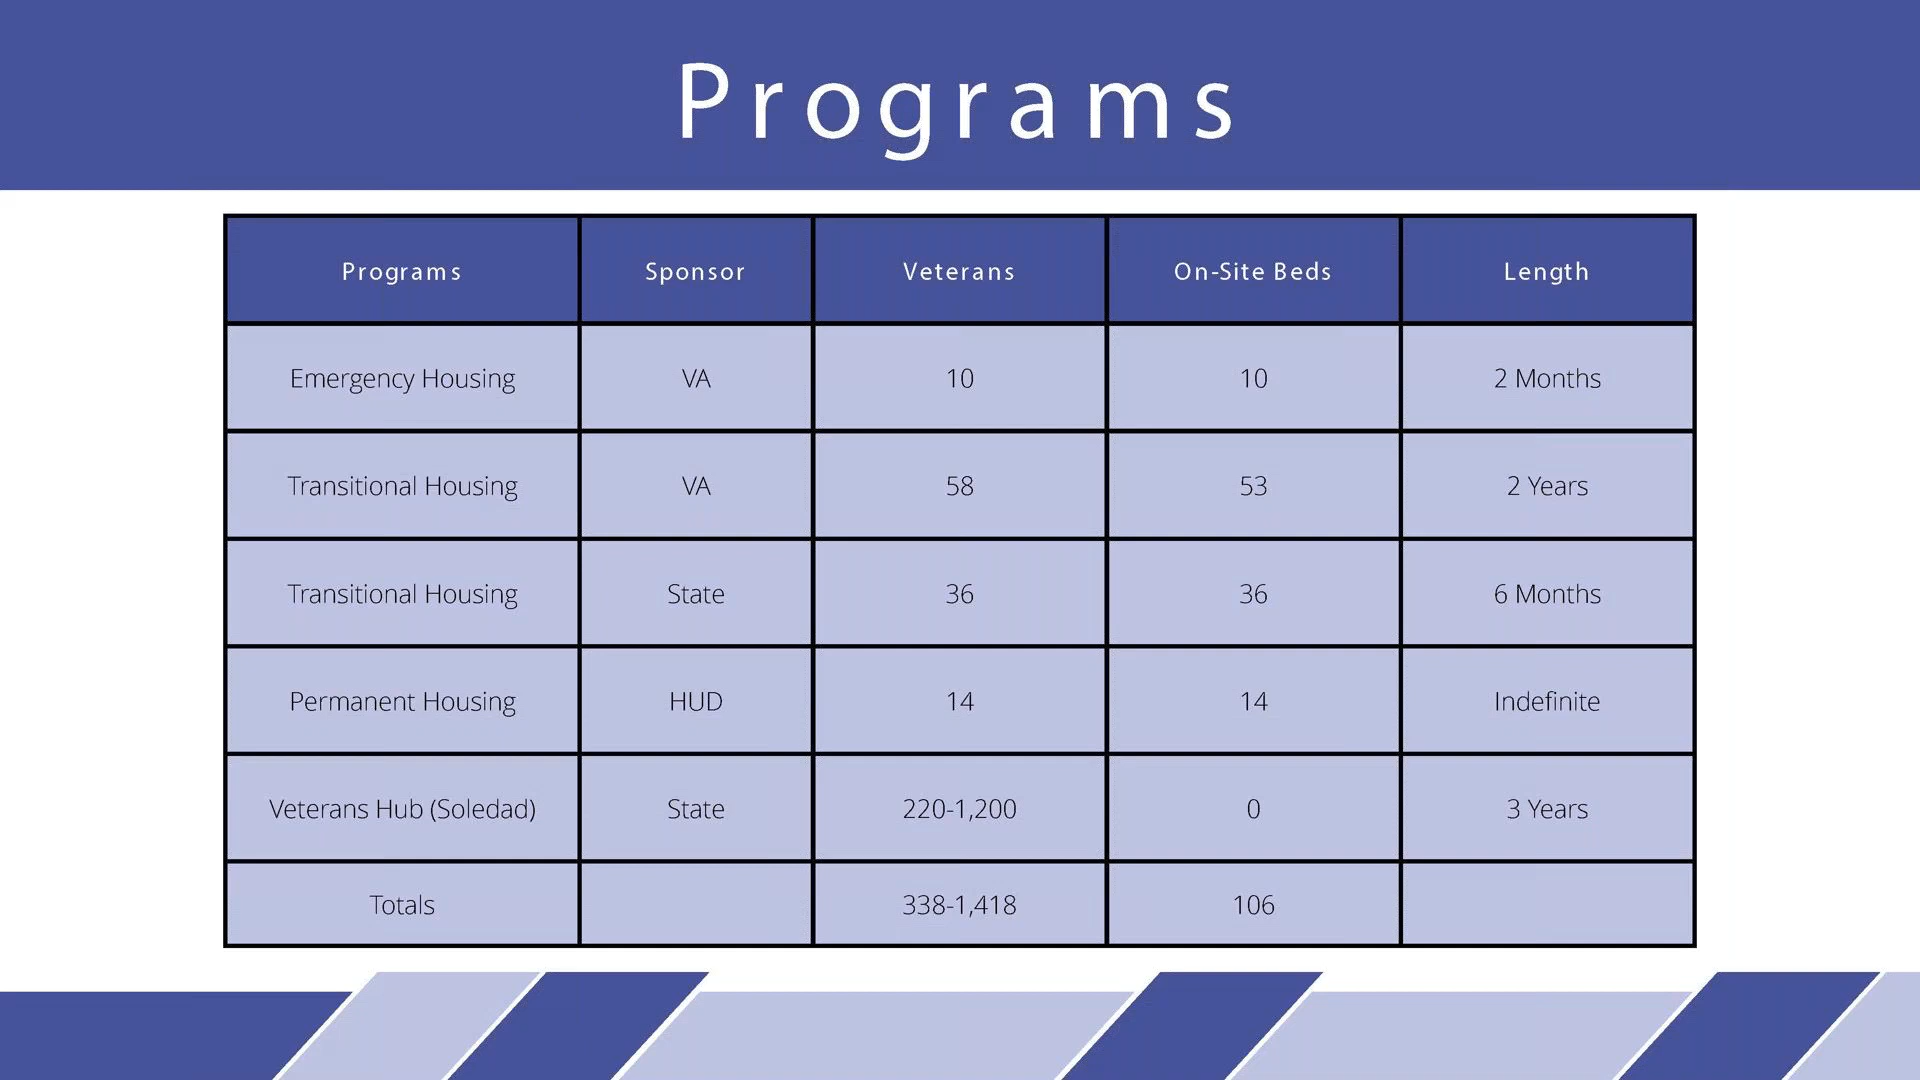 Programs
Programs Sponsor Veterans On-Site Beds Length
Emergency Housing VA 10 10 2 Months
Transitional Housing VA 58 53 2 Years
Transitional Housing State 36 36 6 Months
Permanent Housing HUD 14 14 Indefinite
Veterans Hub (Soledad) State 220-1,200 0 3 Years
Totals 338-1,418 106